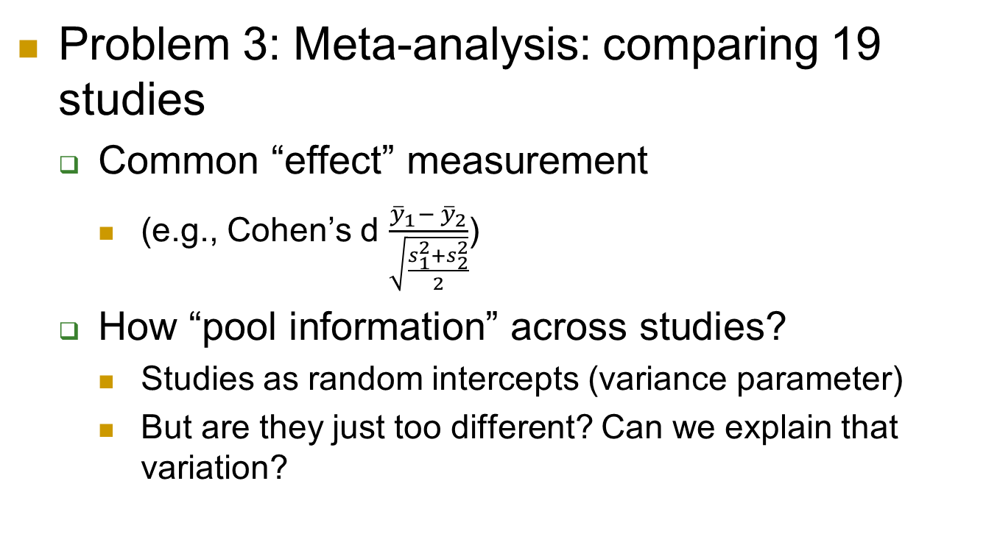 Problem 3: Meta-analysis: comparing 19
studies
Common “effect” measurement
(e.g., Cohen’s d $\frac{\bar{y}_1 - \bar{y}_2}{\sqrt{\frac{s_1^2 + s_2^2}{2}}}$)
How “pool information” across studies?
Studies as random intercepts (variance parameter)
But are they just too different? Can we explain that
variation?